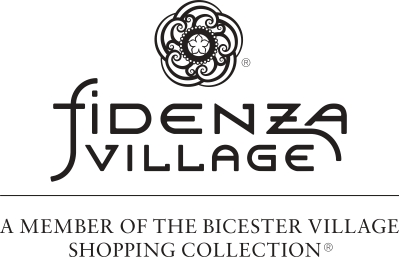 ®
fiDENZA
VILLAGE
A MEMBER OF THE BICESTER VILLAGE
SHOPPING COLLECTION®